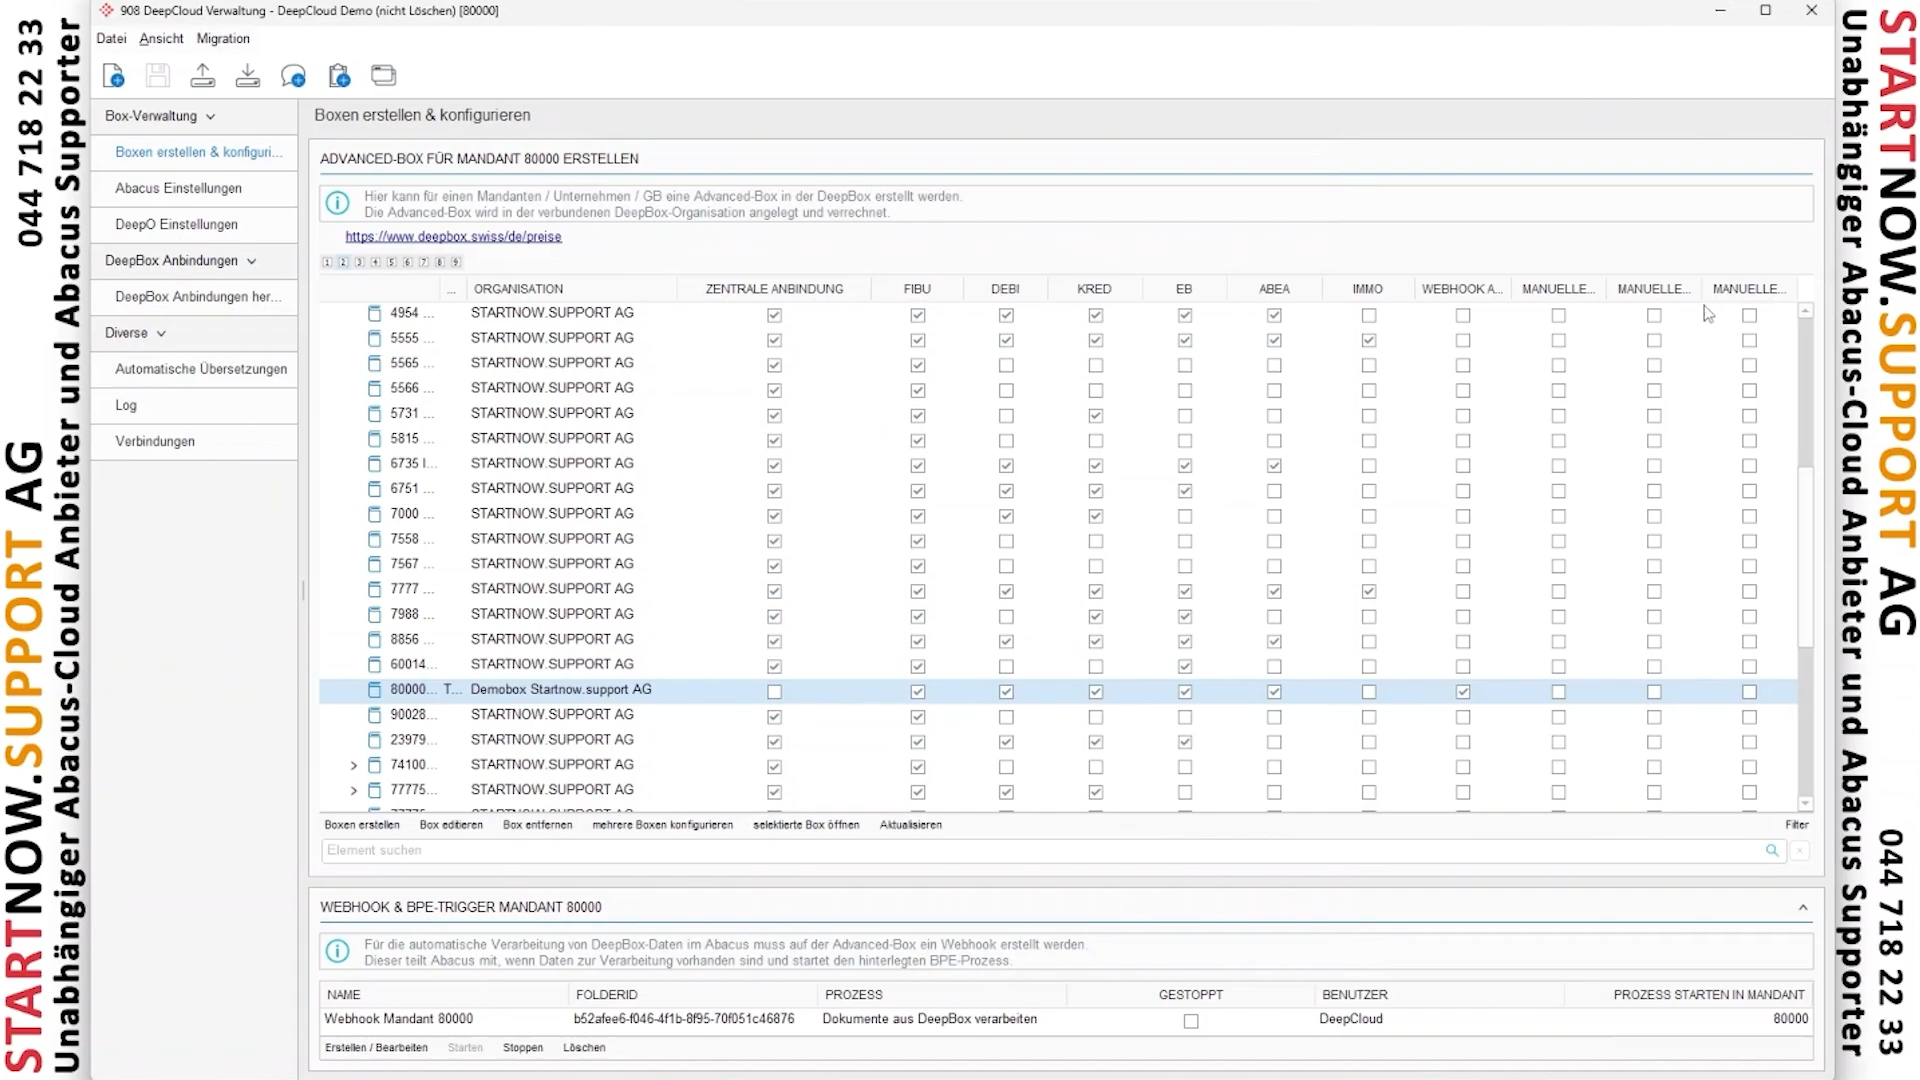 908 DeepCloud Verwaltung - DeepCloud Demo (nicht Löschen) [80000]
Datei Ansicht Migration
Box-Verwaltung
Boxen erstellen & konfiguri...
Abacus Einstellungen
DeepO Einstellungen
DeepBox Anbindungen
DeepBox Anbindungen her...
Diverse
Automatische Übersetzungen
Log
Verbindungen
Boxen erstellen & konfigurieren
ADVANCED-BOX FÜR MANDANT 80000 ERSTELLEN
Hier kann für einen Mandanten / Unternehmen / GB eine Advanced-Box in der DeepBox erstellt werden.
Die Advanced-Box wird in der verbundenen DeepBox-Organisation angelegt und verrechnet.
https://www.deepbox.swiss/de/preise
1 2 3 4 5 6 7 8 9
... ORGANISATION ZENTRALE ANBINDUNG FIBU DEBI KRED EB ABEA IMMO WEBHOOK A... MANUELLE... MANUELLE... MANUELLE...
4954 ... STARTNOW.SUPPORT AG
5555 ... STARTNOW.SUPPORT AG
5565 ... STARTNOW.SUPPORT AG
5566 ... STARTNOW.SUPPORT AG
5731 ... STARTNOW.SUPPORT AG
5815 ... STARTNOW.SUPPORT AG
6735 I... STARTNOW.SUPPORT AG
6751 ... STARTNOW.SUPPORT AG
7000 ... STARTNOW.SUPPORT AG
7558 ... STARTNOW.SUPPORT AG
7567 ... STARTNOW.SUPPORT AG
7777 ... STARTNOW.SUPPORT AG
7988 ... STARTNOW.SUPPORT AG
8856 ... STARTNOW.SUPPORT AG
60014... STARTNOW.SUPPORT AG
80000... T... Demobox Startnow.support AG
90028... STARTNOW.SUPPORT AG
23979... STARTNOW.SUPPORT AG
74100... STARTNOW.SUPPORT AG
77775... STARTNOW.SUPPORT AG
Boxen erstellen Box editieren Box entfernen mehrere Boxen konfigurieren selektierte Box öffnen Aktualisieren Filter
Element suchen
WEBHOOK & BPE-TRIGGER MANDANT 80000
Für die automatische Verarbeitung von DeepBox-Daten im Abacus muss auf der Advanced-Box ein Webhook erstellt werden.
Dieser teilt Abacus mit, wenn Daten zur Verarbeitung vorhanden sind und startet den hinterlegten BPE-Prozess.
NAME FOLDERID PROZESS GESTOPPT BENUTZER PROZESS STARTEN IN MANDANT
Webhook Mandant 80000 b52afee6-f046-4f1b-8f95-70f051c46876 Dokumente aus DeepBox verarbeiten DeepCloud 80000
Erstellen / Bearbeiten Starten Stoppen Löschen
STARTNOW.SUPPORT AG 044 718 22 33
Unabhängiger Abacus-Cloud Anbieter und Abacus Supporter
STARTNOW.SUPPORT AG 044 718 22 33
Unabhängiger Abacus-Cloud Anbieter und Abacus Supporter